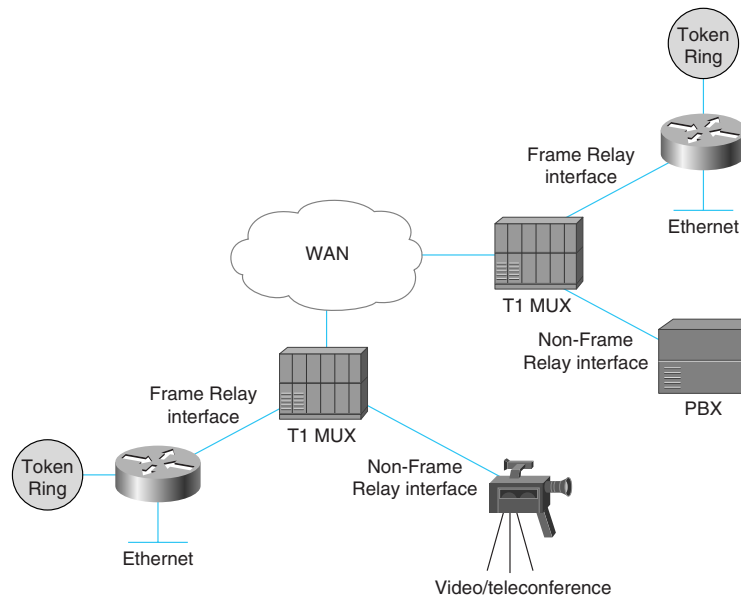 Token
Ring
Frame Relay
interface
Ethernet
WAN
T1 MUX
Non-Frame
Relay interface
PBX
Frame Relay
interface
T1 MUX
Token
Ring
Non-Frame
Relay interface
Ethernet
Video/teleconference